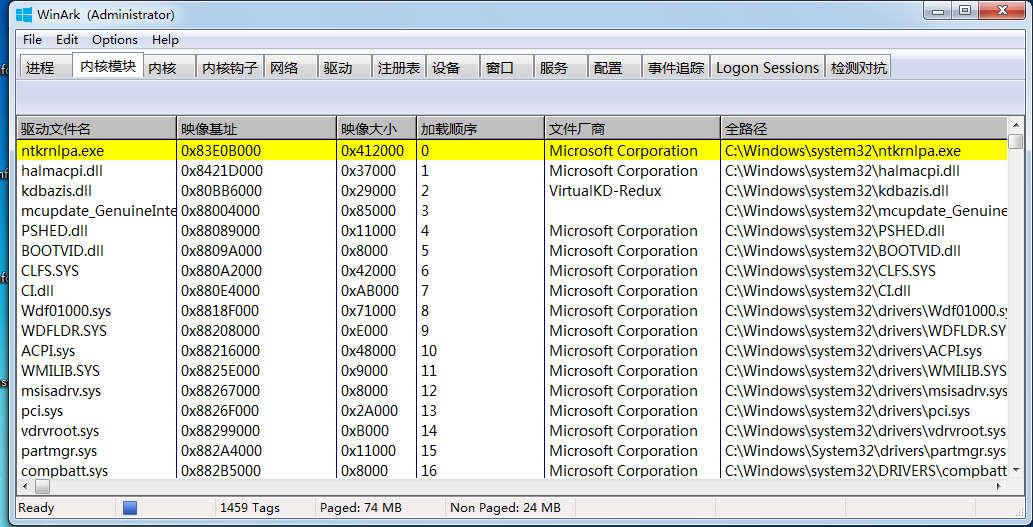 WinArk (Administrator)
File Edit Options Help
进程 内核模块 内核 内核钩子 网络 驱动 注册表 设备 窗口 服务 配置 事件追踪 Logon Sessions 检测对抗
驱动文件名 映像基址 映像大小 加载顺序 文件厂商 全路径
ntkrnlpa.exe 0x83E0B000 0x412000 0 Microsoft Corporation C:\Windows\system32\ntkrnlpa.exe
halmacpi.dll 0x8421D000 0x37000 1 Microsoft Corporation C:\Windows\system32\halmacpi.dll
kdbazis.dll 0x80BB6000 0x29000 2 VirtualKD-Redux C:\Windows\system32\kdbazis.dll
mcupdate_GenuineInte 0x88004000 0x85000 3 C:\Windows\system32\mcupdate_Genuine
PSHED.dll 0x88089000 0x11000 4 Microsoft Corporation C:\Windows\system32\PSHED.dll
BOOTVID.dll 0x8809A000 0x8000 5 Microsoft Corporation C:\Windows\system32\BOOTVID.dll
CLFS.SYS 0x880A2000 0x42000 6 Microsoft Corporation C:\Windows\system32\CLFS.SYS
CI.dll 0x880E4000 0xAB000 7 Microsoft Corporation C:\Windows\system32\CI.dll
Wdf01000.sys 0x8818F000 0x71000 8 Microsoft Corporation C:\Windows\system32\drivers\Wdf01000.sy
WDFLDR.SYS 0x88208000 0xE000 9 Microsoft Corporation C:\Windows\system32\drivers\WDFLDR.SY
ACPI.sys 0x88216000 0x48000 10 Microsoft Corporation C:\Windows\system32\drivers\ACPI.sys
WMILIB.SYS 0x8825E000 0x9000 11 Microsoft Corporation C:\Windows\system32\drivers\WMILIB.SYS
msisadrv.sys 0x88267000 0x8000 12 Microsoft Corporation C:\Windows\system32\drivers\msisadrv.sys
pci.sys 0x8826F000 0x2A000 13 Microsoft Corporation C:\Windows\system32\drivers\pci.sys
vdrvroot.sys 0x88299000 0xB000 14 Microsoft Corporation C:\Windows\system32\drivers\vdrvroot.sys
partmgr.sys 0x882A4000 0x11000 15 Microsoft Corporation C:\Windows\System32\drivers\partmgr.sys
compbatt.sys 0x882B5000 0x8000 16 Microsoft Corporation C:\Windows\system32\DRIVERS\compbatt
Ready 1459 Tags Paged: 74 MB Non Paged: 24 MB